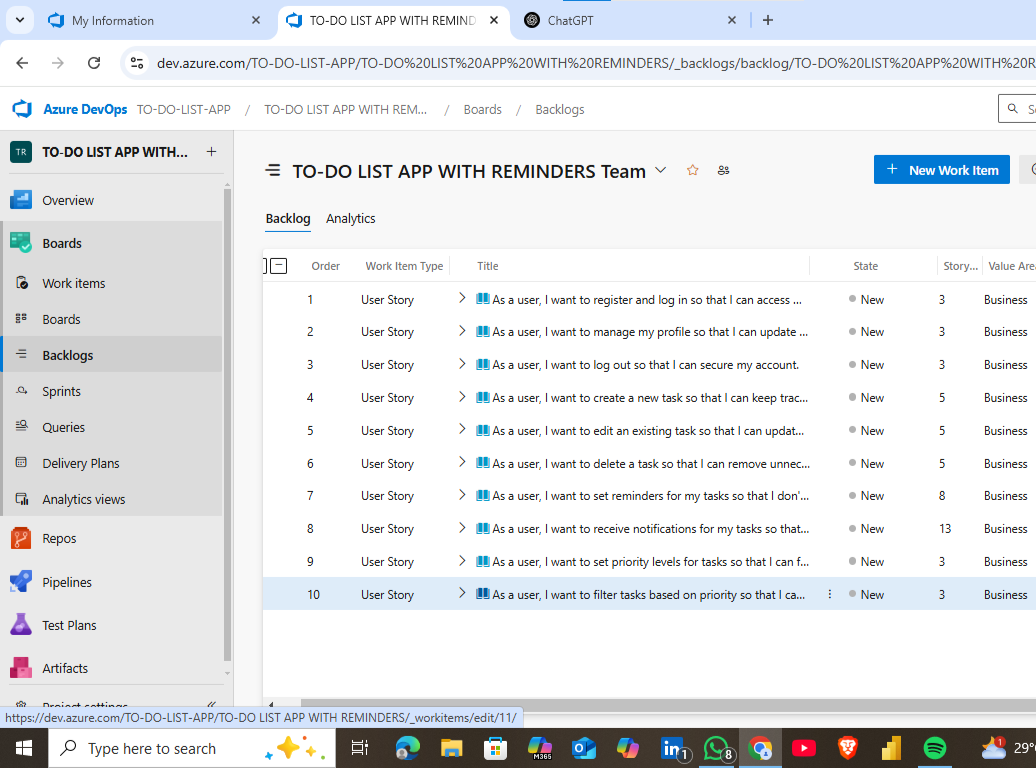 My Information
TO-DO LIST APP WITH REMIND
ChatGPT
dev.azure.com/TO-DO-LIST-APP/TO-DO%20LIST%20APP%20WITH%20REMINDERS/_backlogs/backlog/TO-DO%20LIST%20APP%20WITH%20R
Azure DevOps TO-DO-LIST-APP / TO-DO LIST APP WITH REM... / Boards / Backlogs
TR TO-DO LIST APP WITH... +
TO-DO LIST APP WITH REMINDERS Team
+ New Work Item
Overview
Boards
Work items
Boards
Backlogs
Sprints
Queries
Delivery Plans
Analytics views
Repos
Pipelines
Test Plans
Artifacts
Project settings
Backlog Analytics
Order Work Item Type Title State Story... Value Are
1 User Story As a user, I want to register and log in so that I can access ... New 3 Business
2 User Story As a user, I want to manage my profile so that I can update ... New 3 Business
3 User Story As a user, I want to log out so that I can secure my account. New 3 Business
4 User Story As a user, I want to create a new task so that I can keep trac... New 5 Business
5 User Story As a user, I want to edit an existing task so that I can updat... New 5 Business
6 User Story As a user, I want to delete a task so that I can remove unnec... New 5 Business
7 User Story As a user, I want to set reminders for my tasks so that I don'... New 8 Business
8 User Story As a user, I want to receive notifications for my tasks so that... New 13 Business
9 User Story As a user, I want to set priority levels for tasks so that I can f... New 3 Business
10 User Story As a user, I want to filter tasks based on priority so that I ca... New 3 Business
https://dev.azure.com/TO-DO-LIST-APP/TO-DO LIST APP WITH REMINDERS/_workitems/edit/11/
Type here to search
M365
1
8
1
29°